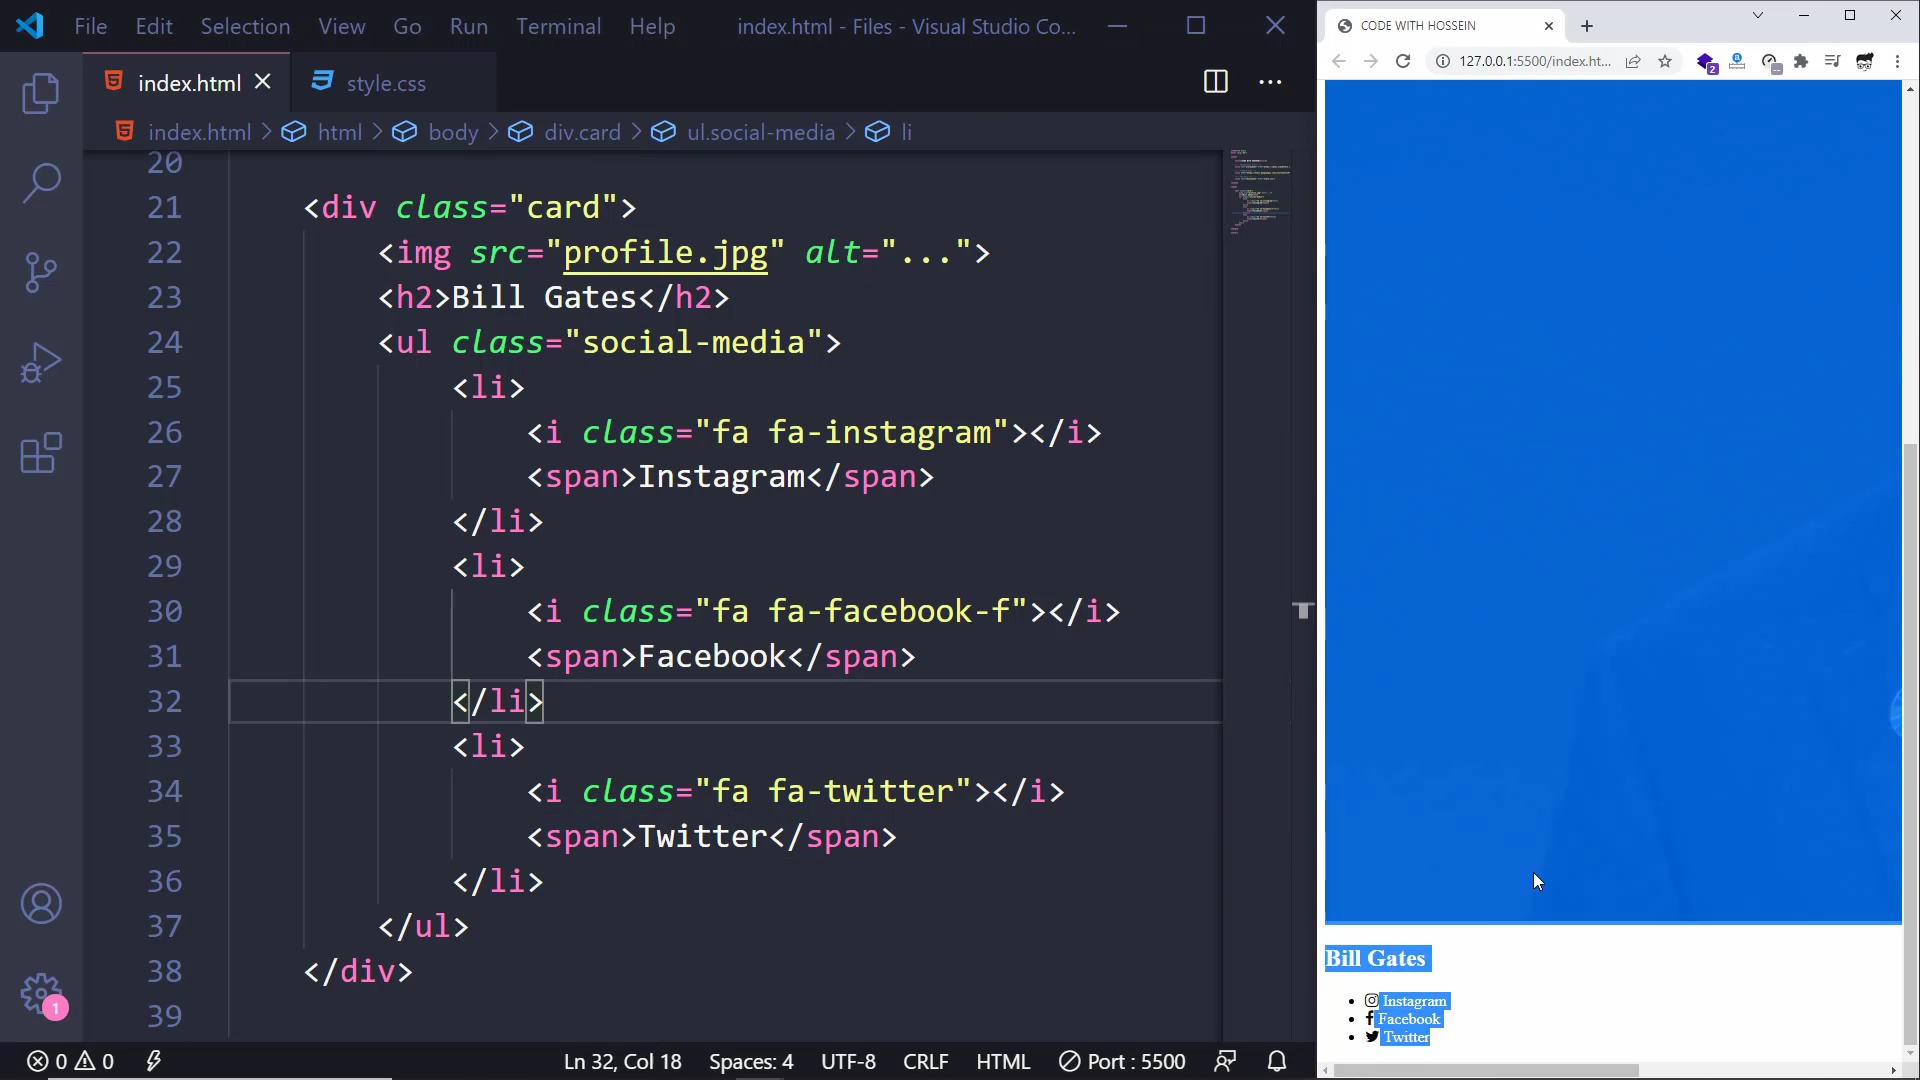 File Edit Selection View Go Run Terminal Help index.html - Files - Visual Studio Co...
index.html style.css
index.html > html > body > div.card > ul.social-media > li
20
21 <div class="card">
22 <img src="profile.jpg" alt="...">
23 <h2>Bill Gates</h2>
24 <ul class="social-media">
25 <li>
26 <i class="fa fa-instagram"></i>
27 <span>Instagram</span>
28 </li>
29 <li>
30 <i class="fa fa-facebook-f"></i>
31 <span>Facebook</span>
32 </li>
33 <li>
34 <i class="fa fa-twitter"></i>
35 <span>Twitter</span>
36 </li>
37 </ul>
38 </div>
39
1
0 0 Ln 32, Col 18 Spaces: 4 UTF-8 CRLF HTML Port : 5500
CODE WITH HOSSEIN
127.0.0.1:5500/index.ht...
2
Bill Gates
Instagram
Facebook
Twitter